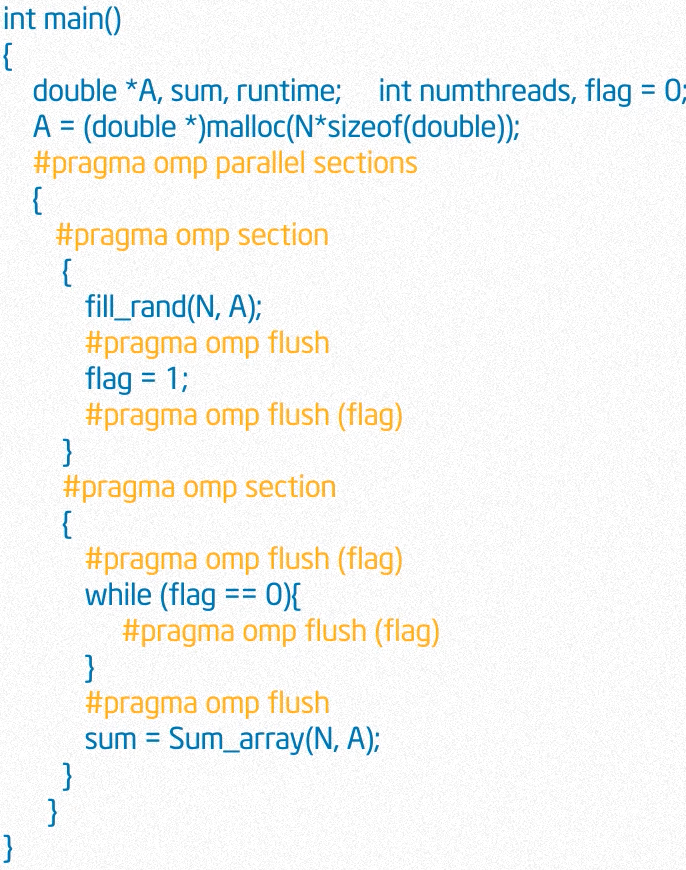 int main()
{
double *A, sum, runtime; int numthreads, flag = 0;
A = (double *)malloc(N*sizeof(double));
#pragma omp parallel sections
{
#pragma omp section
{
fill_rand(N, A);
#pragma omp flush
flag = 1;
#pragma omp flush (flag)
}
#pragma omp section
{
#pragma omp flush (flag)
while (flag == 0){
#pragma omp flush (flag)
}
#pragma omp flush
sum = Sum_array(N, A);
}
}
}